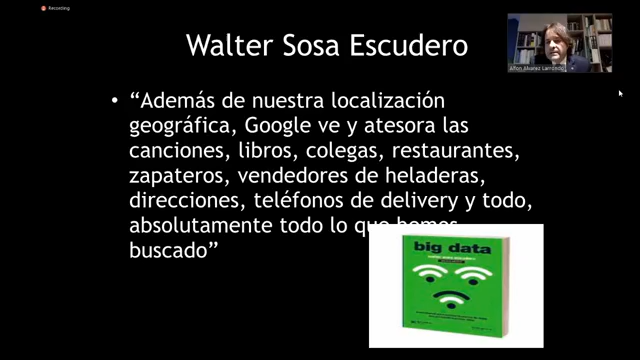 Recording
Walter Sosa Escudero
• “Además de nuestra localización
geográfica, Google ve y atesora las
canciones, libros, colegas, restaurantes,
zapateros, vendedores de heladeras,
direcciones, teléfonos de delivery y todo,
absolutamente todo lo que hemos
buscado”
big data